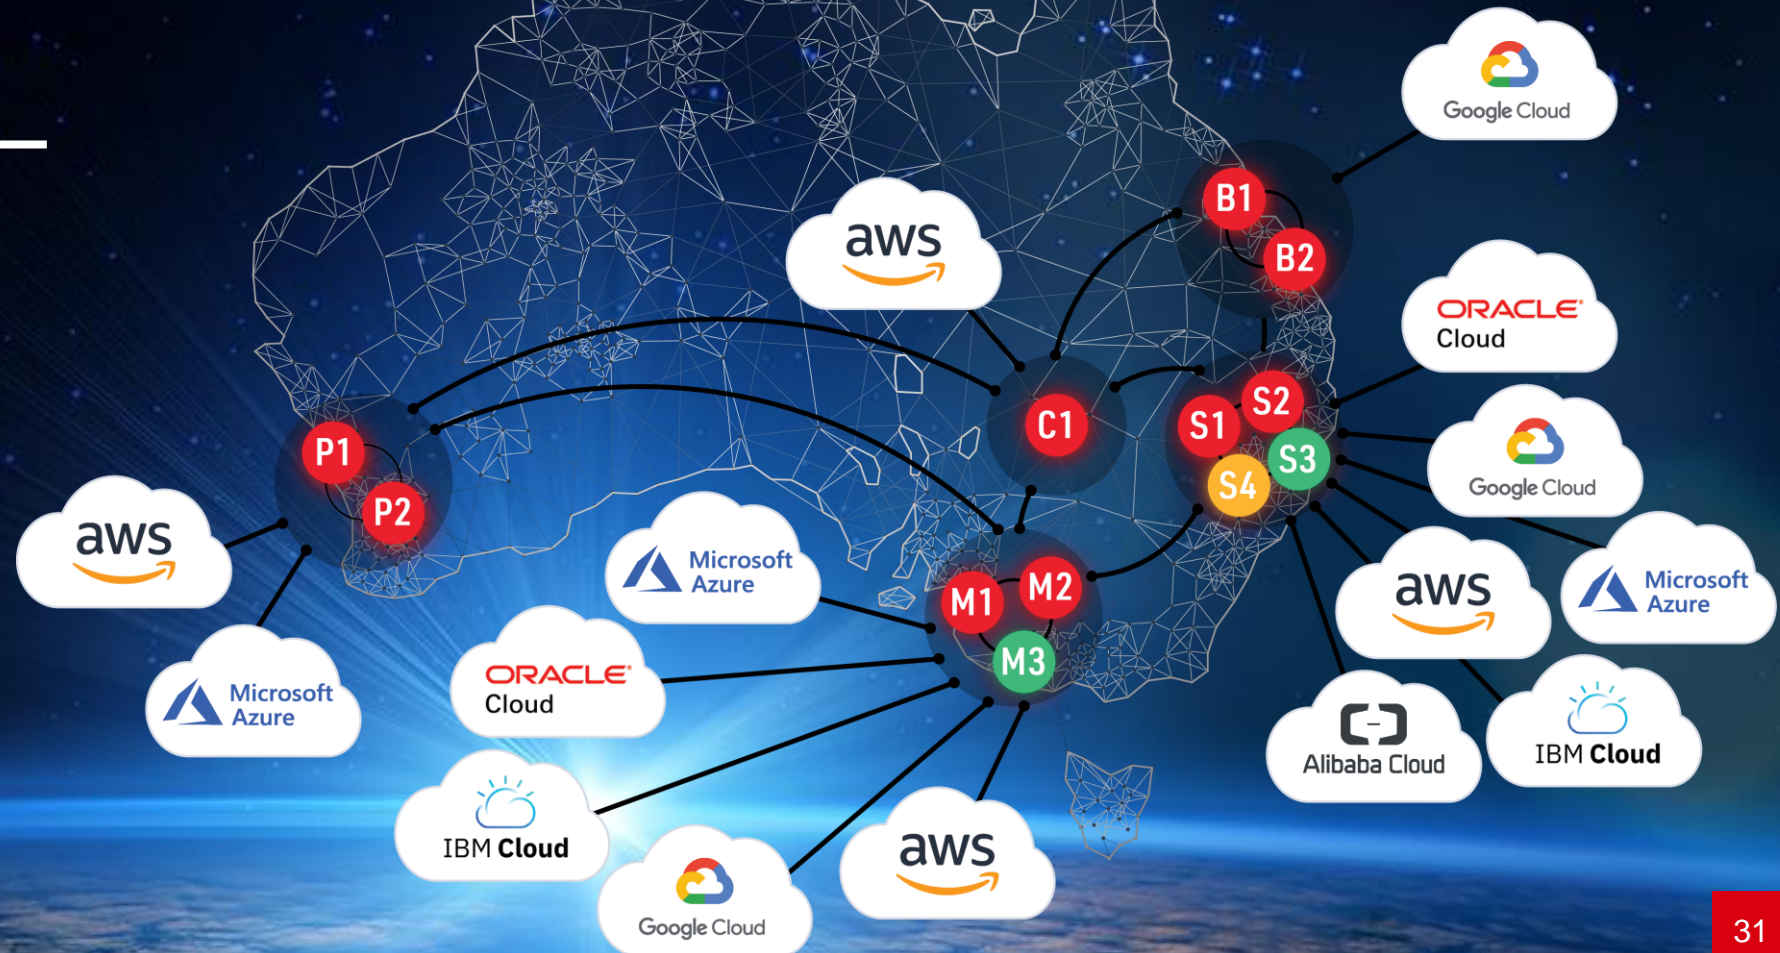 Google Cloud
B1
aws
B2
ORACLE®
Cloud
S2
P1
C1
S1
S3
Google Cloud
S4
aws
P2
Microsoft
Azure
M2
aws
Microsoft
Azure
M1
M3
ORACLE®
Cloud
Microsoft
Azure
Alibaba Cloud
IBM Cloud
IBM Cloud
aws
Google Cloud
31